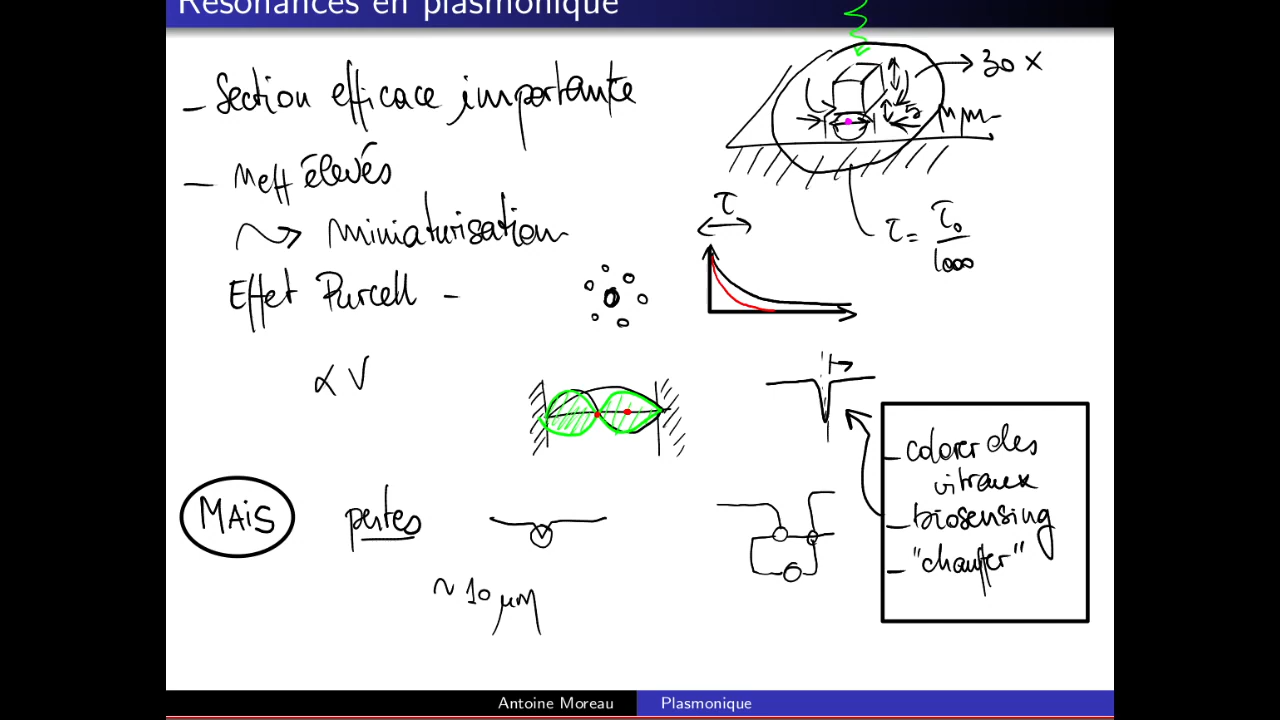 Résonances en plasmonique
- Section efficace importante
- neff élevés
miniaturisation
Effet Purcell -
∝ V
30 ×
τ
τ = τ0 / 1000
- colorer des
vitraux
- biosensing
- "chauffer"
MAIS
pertes
~ 10 μm
Antoine Moreau
Plasmonique